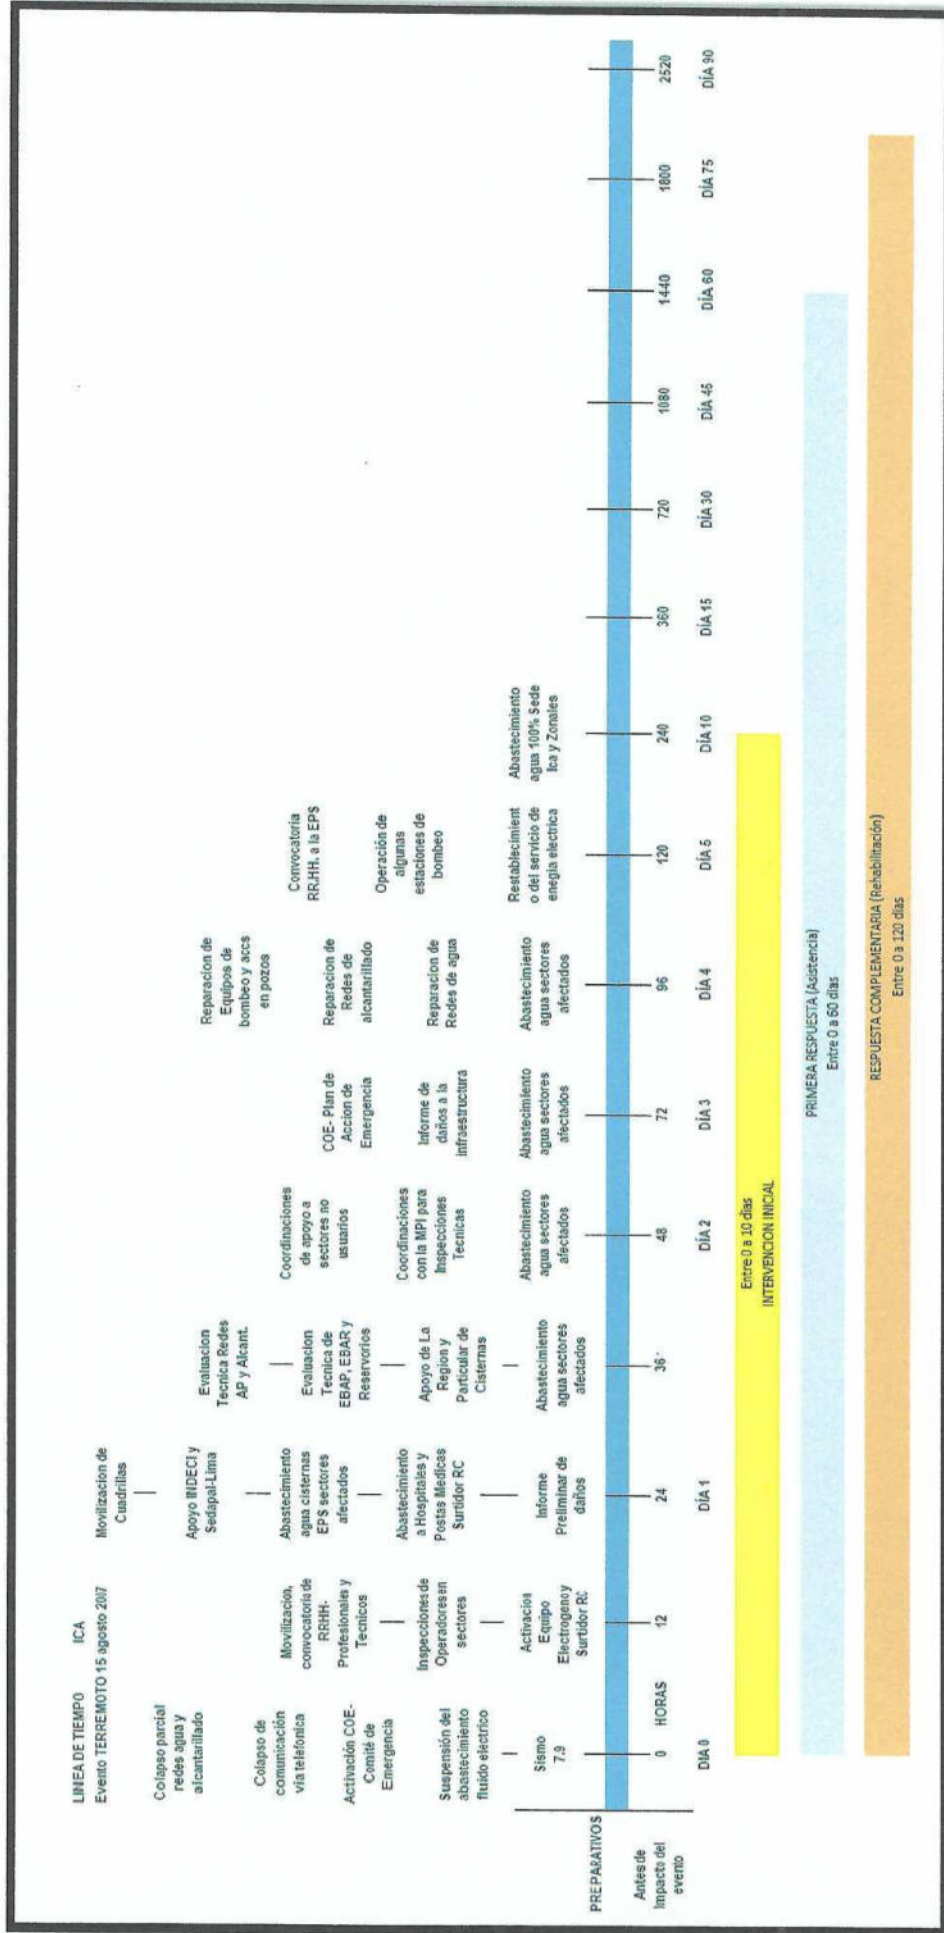 LINEA DE TIEMPO ICA
Evento TERREMOTO 15 agosto 2007
Colapso parcial
redes agua y
alcantarillado
Colapso de
comunicación
via telefonica
Activación COE-
Comité de
Emergencia
Suspensión del
abastecimiento
fluido electrico
Sismo
7.9
Movilizacion,
convocatoria de
RRHH-
Profesionales y
Tecnicos
Inspecciones de
Operadores en
sectores
Activacion
Equipo
Electrogeno y
Surtidor RC
Movilizacion de
Cuadrillas
Apoyo INDECI y
Sedapal-Lima
Abastecimiento
agua cisternas
EPS sectores
afectados
Abastecimiento
a Hospitales y
Postas Medicas
Surtidor RC
Informe
Preliminar de
daños
Evaluacion
Tecnica Redes
AP y Alcant.
Evaluacion
Tecnica de
EBAP, EBAR y
Reservorios
Apoyo de La
Region y
Particular de
Cisternas
Abastecimiento
agua sectores
afectados
Coordinaciones
de apoyo a
sectores no
usuarios
Coordinaciones
con la MPI para
Inspecciones
Tecnicas
Abastecimiento
agua sectores
afectados
COE- Plan de
Accion de
Emergencia
Informe de
daños a la
infraestructura
Abastecimiento
agua sectores
afectados
Reparacion de
Equipos de
bombeo y accs
en pozos
Reparacion de
Redes de
alcantarillado
Reparacion de
Redes de agua
Abastecimiento
agua sectores
afectados
Convocatoria
RR.HH. a la EPS
Operación de
algunas
estaciones de
bombeo
Restablecimient
o del servicio de
enegia electrica
Abastecimiento
agua 100% Sede
Ica y Zonales
PREPARATIVOS
Antes de
Impacto del
evento
0 HORAS 12 24 36 48 72 96 120 240 360 720 1080 1440 1800 2520
DIA 0 DÍA 1 DÍA 2 DÍA 3 DÍA 4 DÍA 5 DÍA 10 DÍA 15 DÍA 30 DÍA 45 DÍA 60 DÍA 75 DÍA 90
Entre 0 a 10 dias
INTERVENCION INICIAL
PRIMERA RESPUESTA (Asistencia)
Entre 0 a 60 dias
RESPUESTA COMPLEMENTARIA (Rehabilitación)
Entre 0 a 120 dias